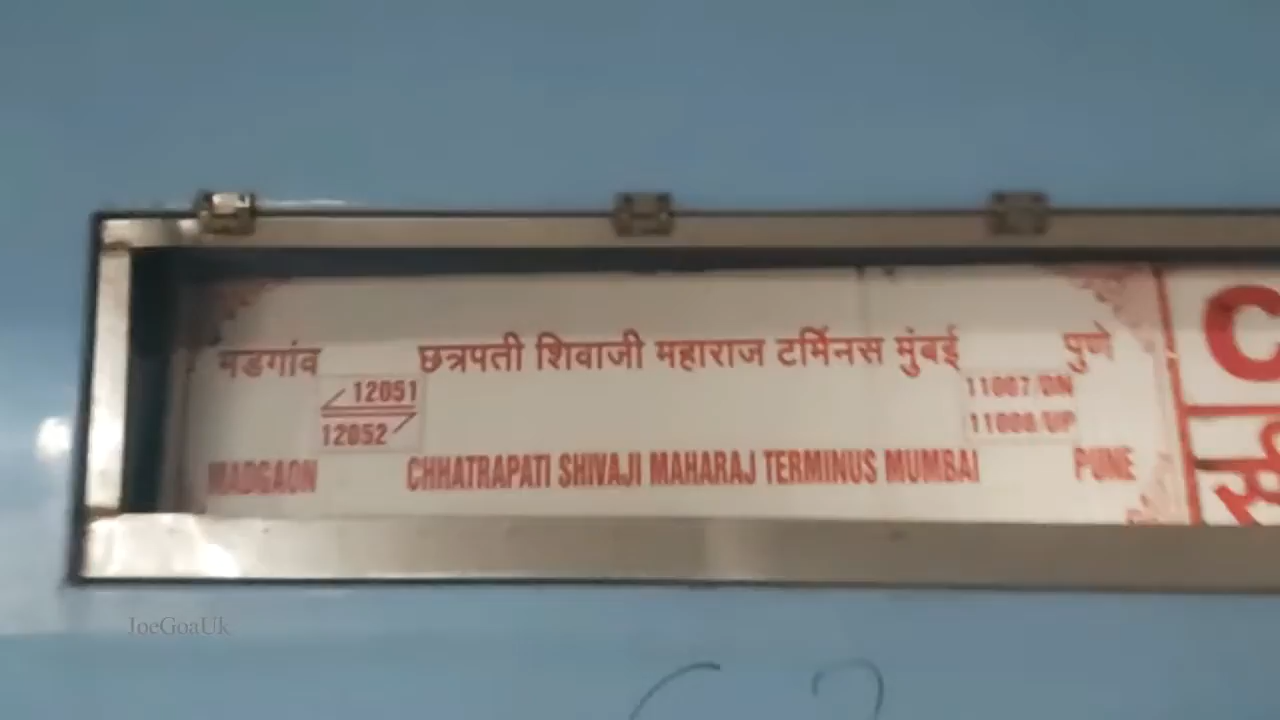 मडगांव छत्रपती शिवाजी महाराज टर्मिनस मुंबई पुणे
12051 11007/DN
12052 11008/UP
MADGAON CHHATRAPATI SHIVAJI MAHARAJ TERMINUS MUMBAI PUNE
C
JoeGoaUk